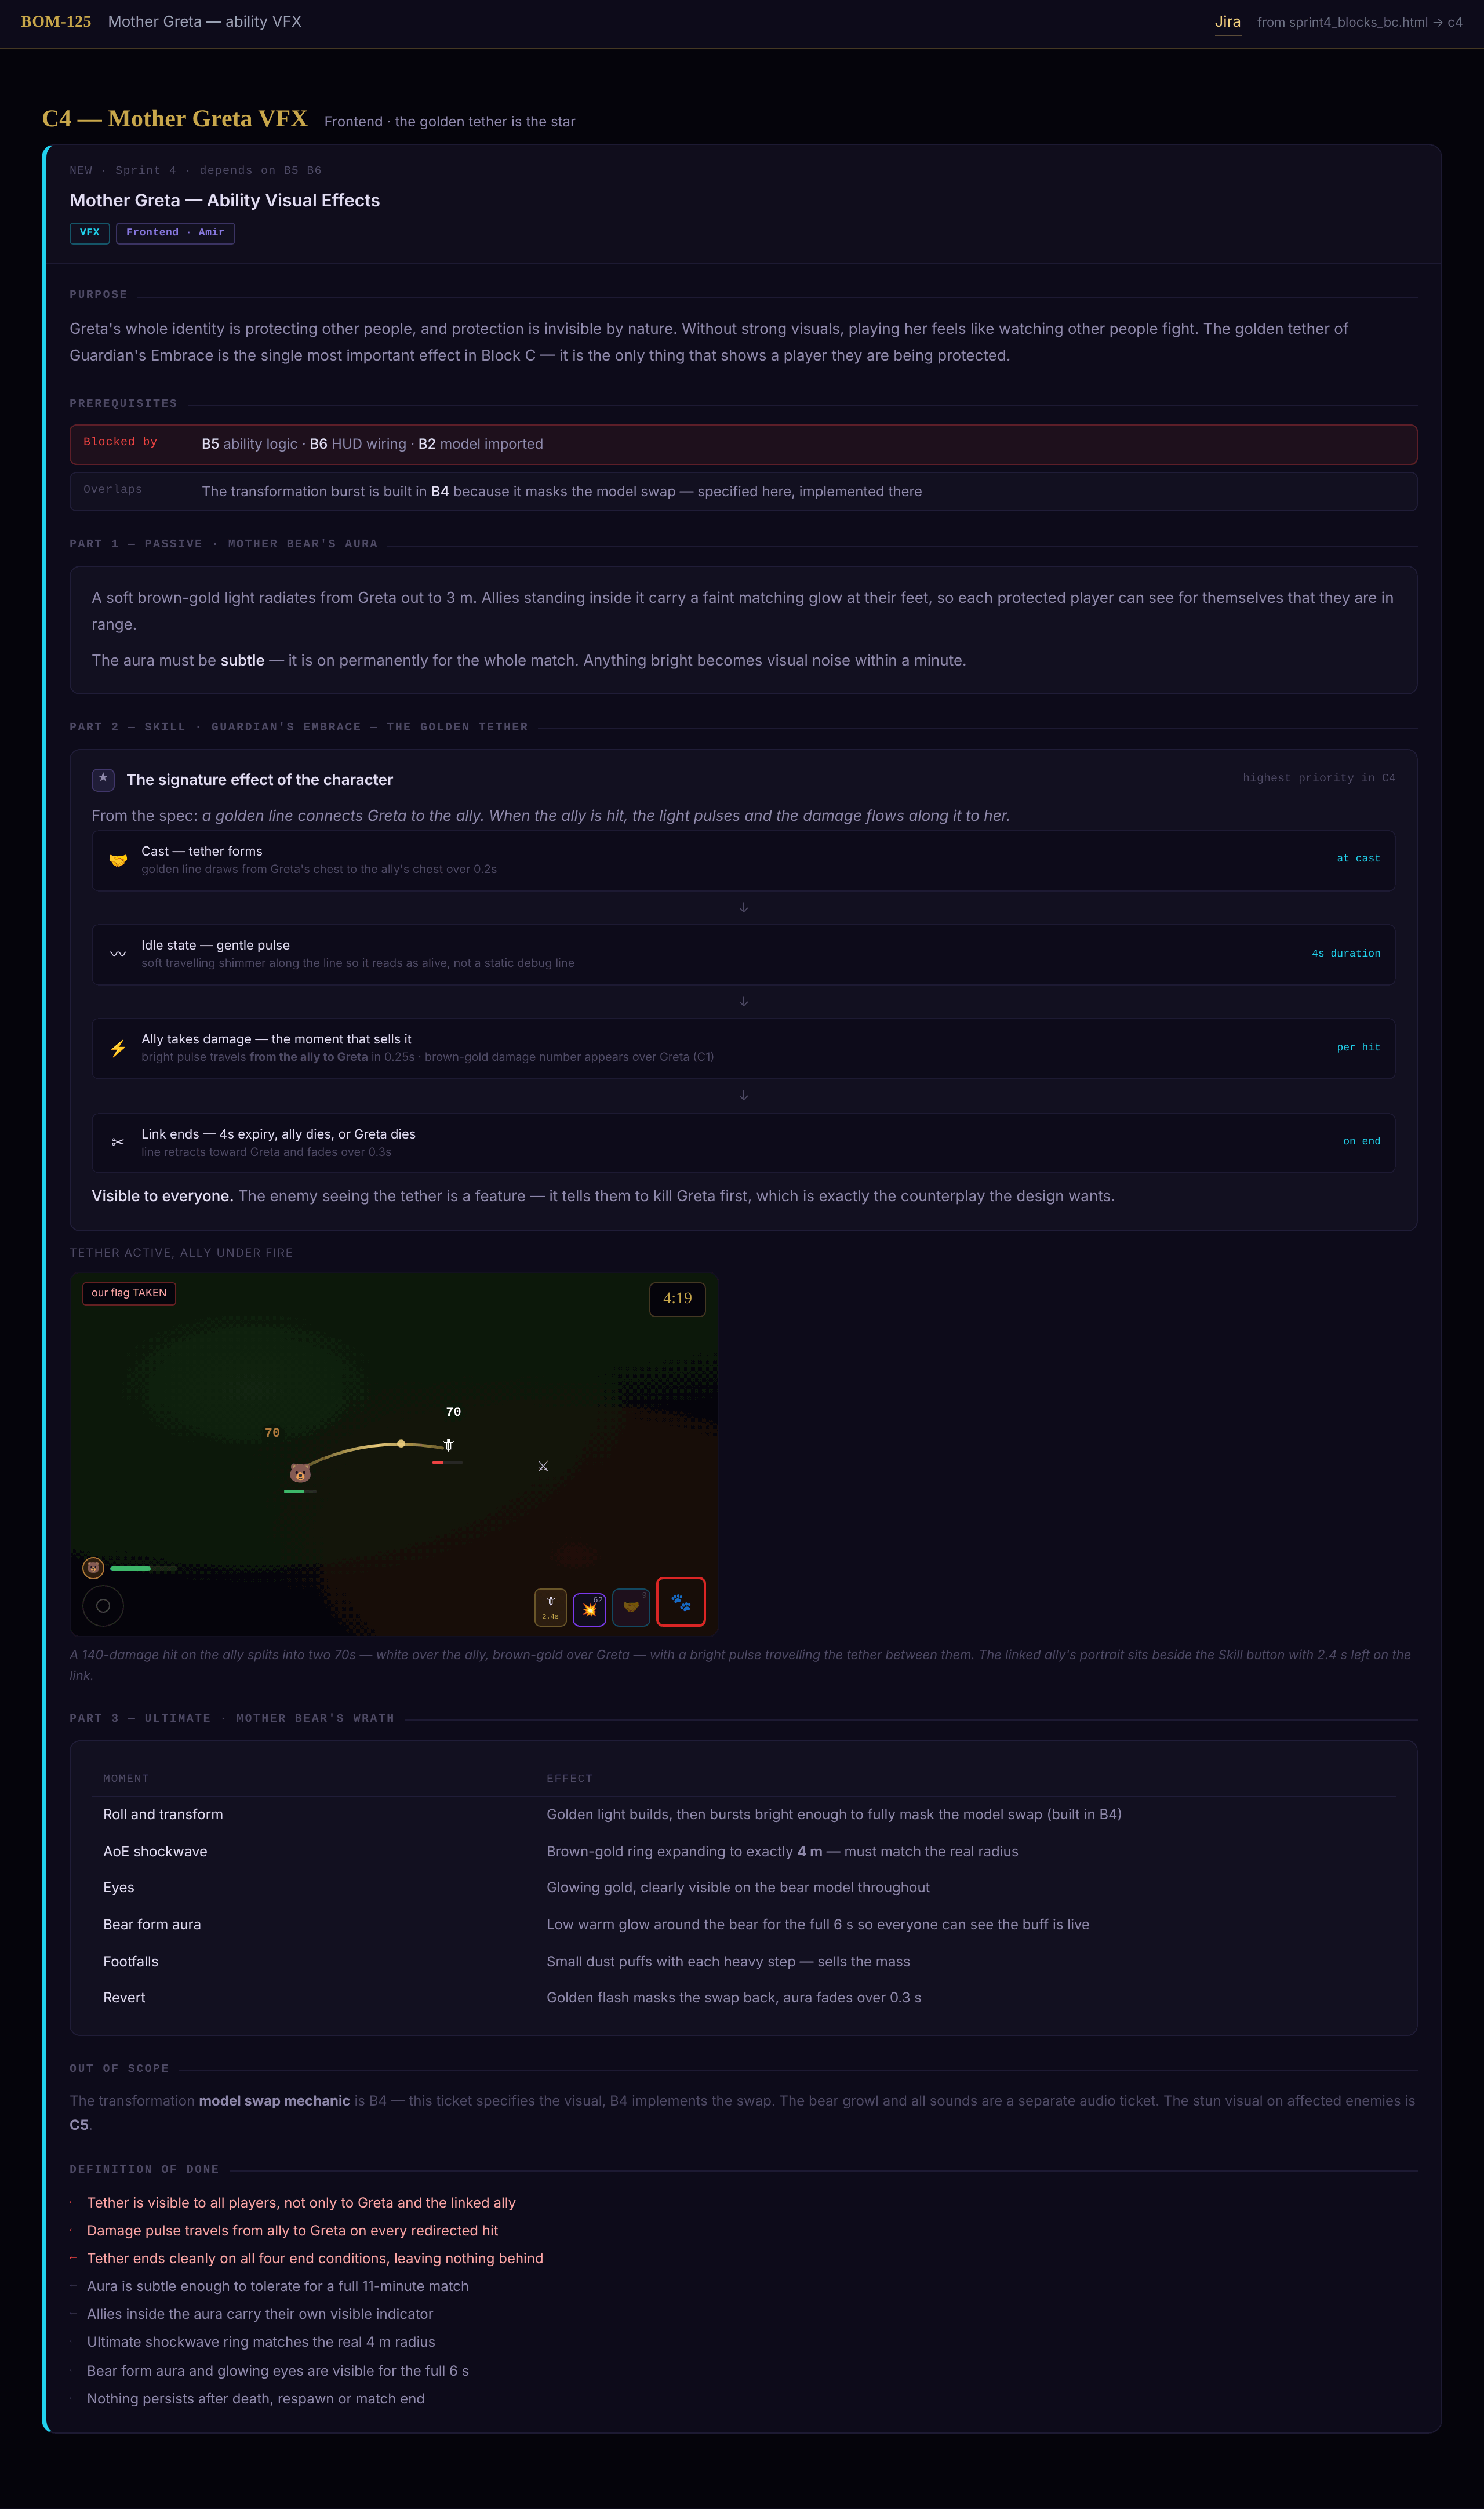 BOM-125 Mother Greta — ability VFX Jira from sprint4_blocks_bc.html → c4
C4 — Mother Greta VFX Frontend · the golden tether is the star
NEW · Sprint 4 · depends on B5 B6
Mother Greta — Ability Visual Effects
VFX Frontend · Amir
PURPOSE
Greta's whole identity is protecting other people, and protection is invisible by nature. Without strong visuals, playing her feels like watching other people fight. The golden tether of
Guardian's Embrace is the single most important effect in Block C — it is the only thing that shows a player they are being protected.
PREREQUISITES
Blocked by B5 ability logic · B6 HUD wiring · B2 model imported
Overlaps The transformation burst is built in B4 because it masks the model swap — specified here, implemented there
PART 1 — PASSIVE · MOTHER BEAR'S AURA
A soft brown-gold light radiates from Greta out to 3 m. Allies standing inside it carry a faint matching glow at their feet, so each protected player can see for themselves that they are in
range.
The aura must be subtle — it is on permanently for the whole match. Anything bright becomes visual noise within a minute.
PART 2 — SKILL · GUARDIAN'S EMBRACE — THE GOLDEN TETHER
★ The signature effect of the character highest priority in C4
From the spec: a golden line connects Greta to the ally. When the ally is hit, the light pulses and the damage flows along it to her.
Cast — tether forms
golden line draws from Greta's chest to the ally's chest over 0.2s
at cast
↓
Idle state — gentle pulse
soft travelling shimmer along the line so it reads as alive, not a static debug line
4s duration
↓
Ally takes damage — the moment that sells it
bright pulse travels from the ally to Greta in 0.25s · brown-gold damage number appears over Greta (C1)
per hit
↓
Link ends — 4s expiry, ally dies, or Greta dies
line retracts toward Greta and fades over 0.3s
on end
Visible to everyone. The enemy seeing the tether is a feature — it tells them to kill Greta first, which is exactly the counterplay the design wants.
TETHER ACTIVE, ALLY UNDER FIRE
our flag TAKEN 4:19
70
70
62
2.4s
A 140-damage hit on the ally splits into two 70s — white over the ally, brown-gold over Greta — with a bright pulse travelling the tether between them. The linked ally's portrait sits beside the Skill button with 2.4 s left on the
link.
PART 3 — ULTIMATE · MOTHER BEAR'S WRATH
MOMENT EFFECT
Roll and transform Golden light builds, then bursts bright enough to fully mask the model swap (built in B4)
AoE shockwave Brown-gold ring expanding to exactly 4 m — must match the real radius
Eyes Glowing gold, clearly visible on the bear model throughout
Bear form aura Low warm glow around the bear for the full 6 s so everyone can see the buff is live
Footfalls Small dust puffs with each heavy step — sells the mass
Revert Golden flash masks the swap back, aura fades over 0.3 s
OUT OF SCOPE
The transformation model swap mechanic is B4 — this ticket specifies the visual, B4 implements the swap. The bear growl and all sounds are a separate audio ticket. The stun visual on affected enemies is
C5.
DEFINITION OF DONE
← Tether is visible to all players, not only to Greta and the linked ally
← Damage pulse travels from ally to Greta on every redirected hit
← Tether ends cleanly on all four end conditions, leaving nothing behind
← Aura is subtle enough to tolerate for a full 11-minute match
← Allies inside the aura carry their own visible indicator
← Ultimate shockwave ring matches the real 4 m radius
← Bear form aura and glowing eyes are visible for the full 6 s
← Nothing persists after death, respawn or match end